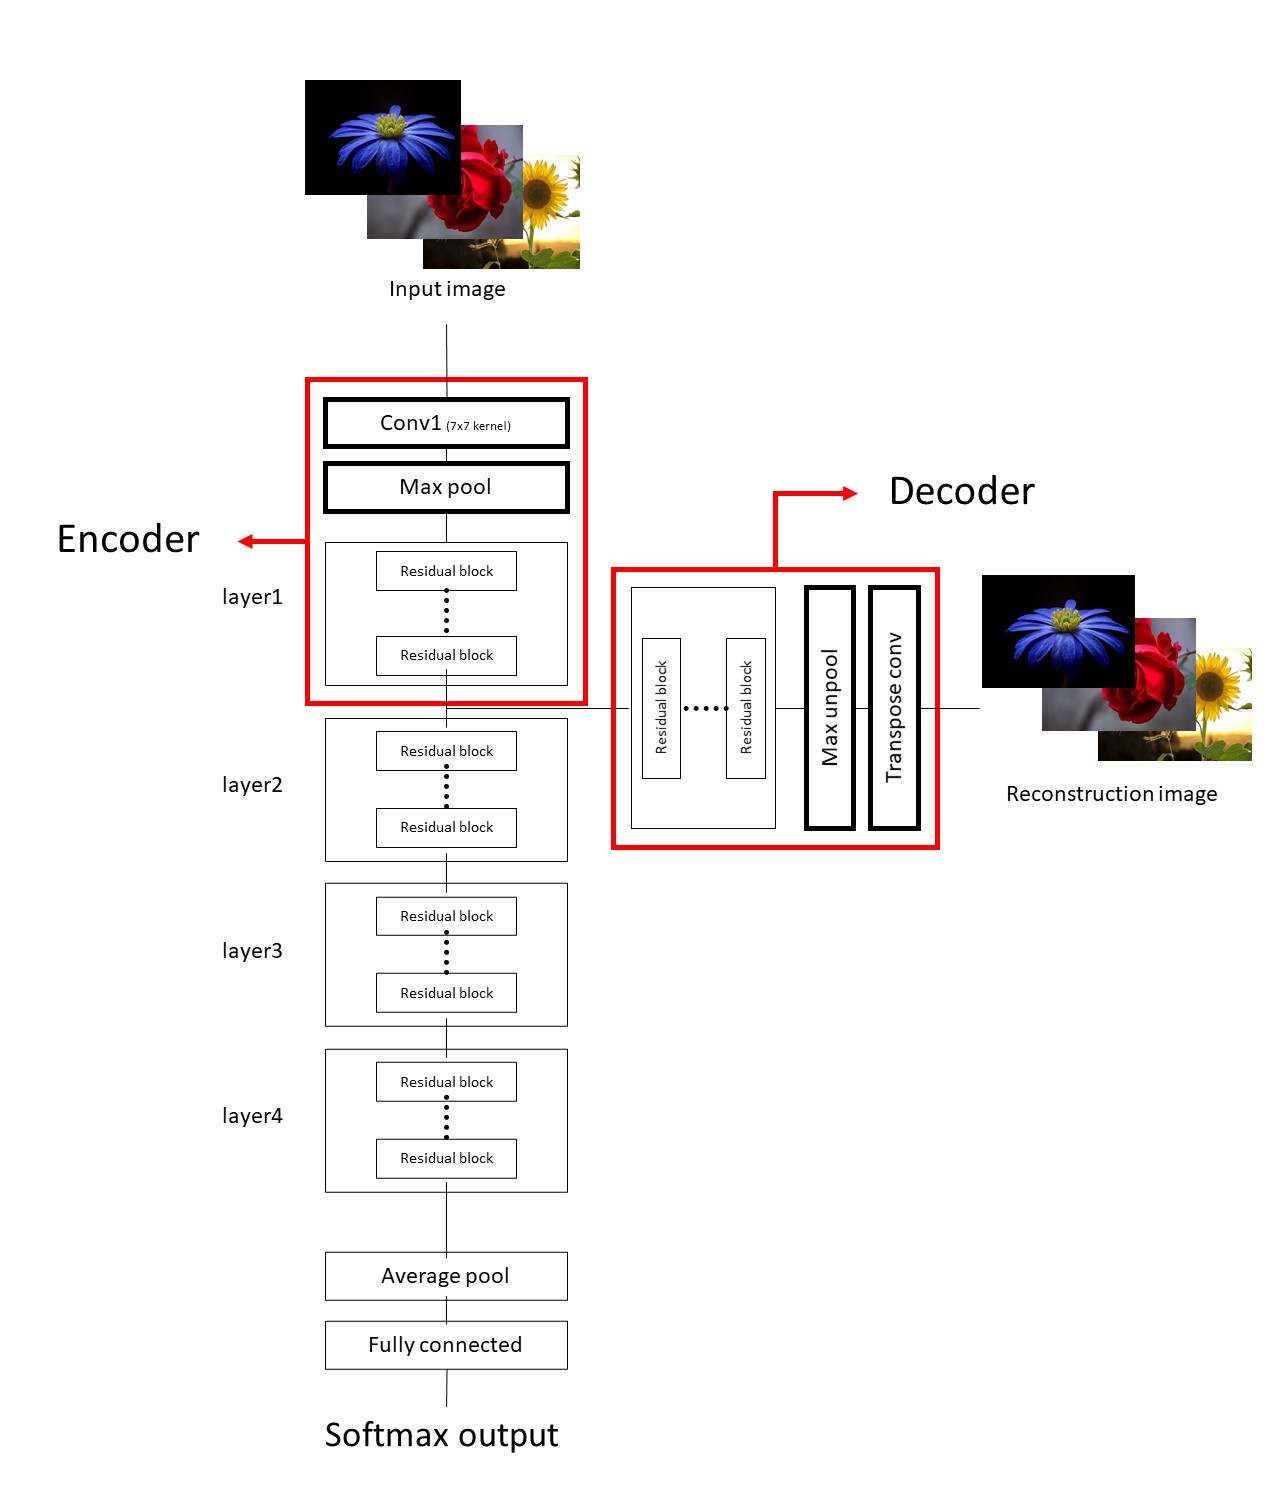 Input image
Conv1 (7x7 kernel)
Max pool
Encoder
layer1
Residual block
Residual block
Decoder
Residual block
Residual block
Max unpool
Transpose conv
Reconstruction image
layer2
Residual block
Residual block
layer3
Residual block
Residual block
layer4
Residual block
Residual block
Average pool
Fully connected
Softmax output